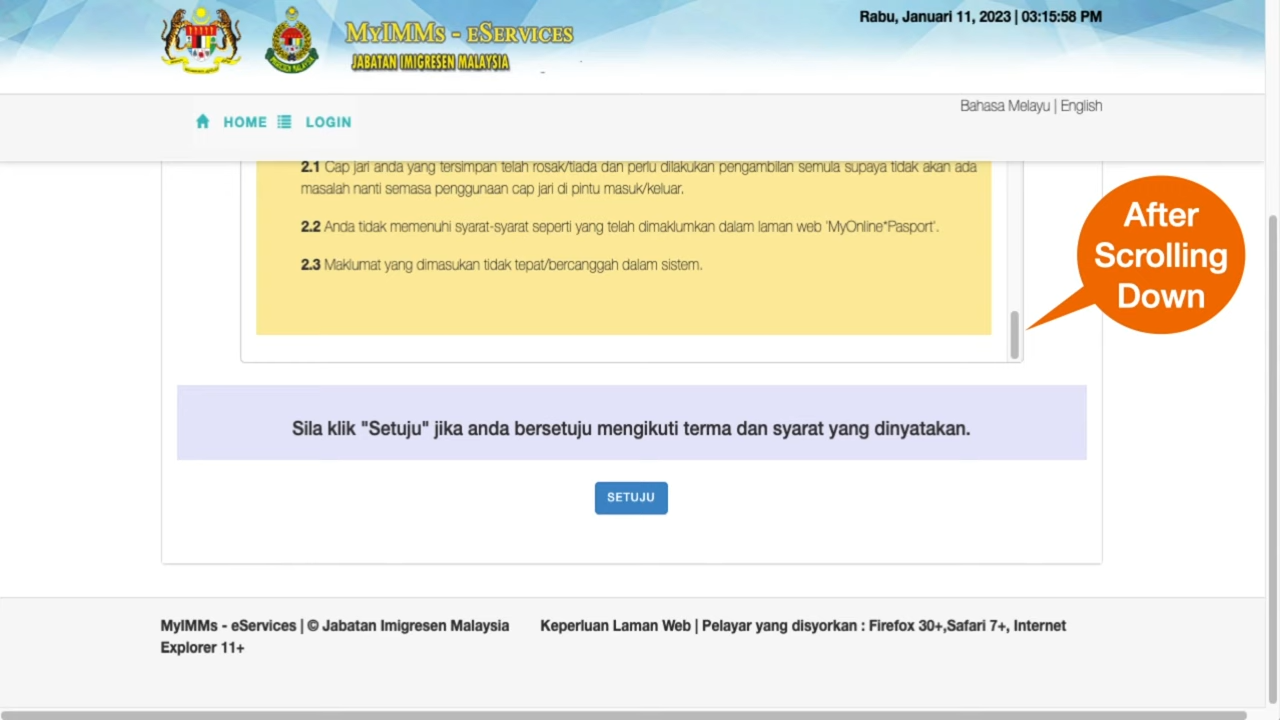 MyIMMs - eServices
JABATAN IMIGRESEN MALAYSIA
Rabu, Januari 11, 2023 | 03:15:58 PM
HOME LOGIN
Bahasa Melayu | English
2.1 Cap jari anda yang tersimpan telah rosak/tiada dan perlu dilakukan pengambilan semula supaya tidak akan ada
masalah nanti semasa penggunaan cap jari di pintu masuk/keluar.
2.2 Anda tidak memenuhi syarat-syarat seperti yang telah dimaklumkan dalam laman web 'MyOnline*Pasport'.
2.3 Maklumat yang dimasukan tidak tepat/bercanggah dalam sistem.
After
Scrolling
Down
Sila klik "Setuju" jika anda bersetuju mengikuti terma dan syarat yang dinyatakan.
SETUJU
MyIMMs - eServices | © Jabatan Imigresen Malaysia Keperluan Laman Web | Pelayar yang disyorkan : Firefox 30+,Safari 7+, Internet
Explorer 11+